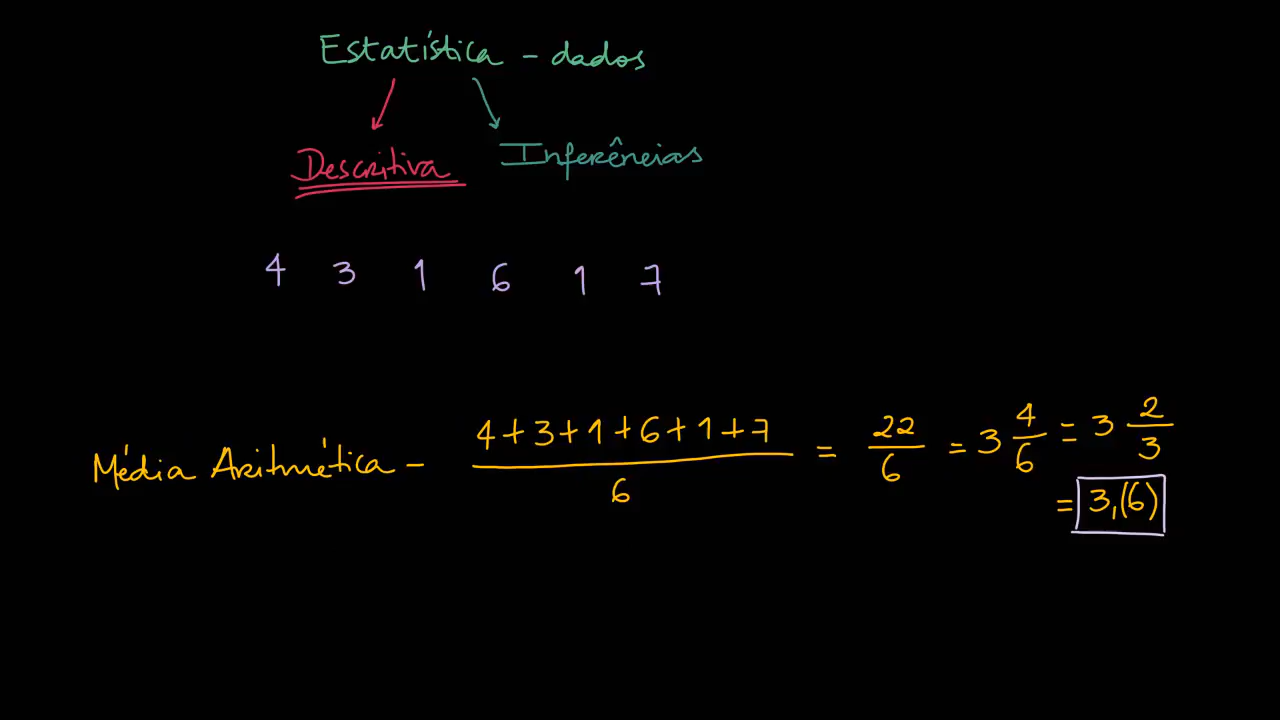 Estatística - dados
Descritiva Inferências
4 3 1 6 1 7
Média Aritmética - 4+3+1+6+1+7 / 6 = 22/6 = 3 4/6 = 3 2/3
= 3,(6)